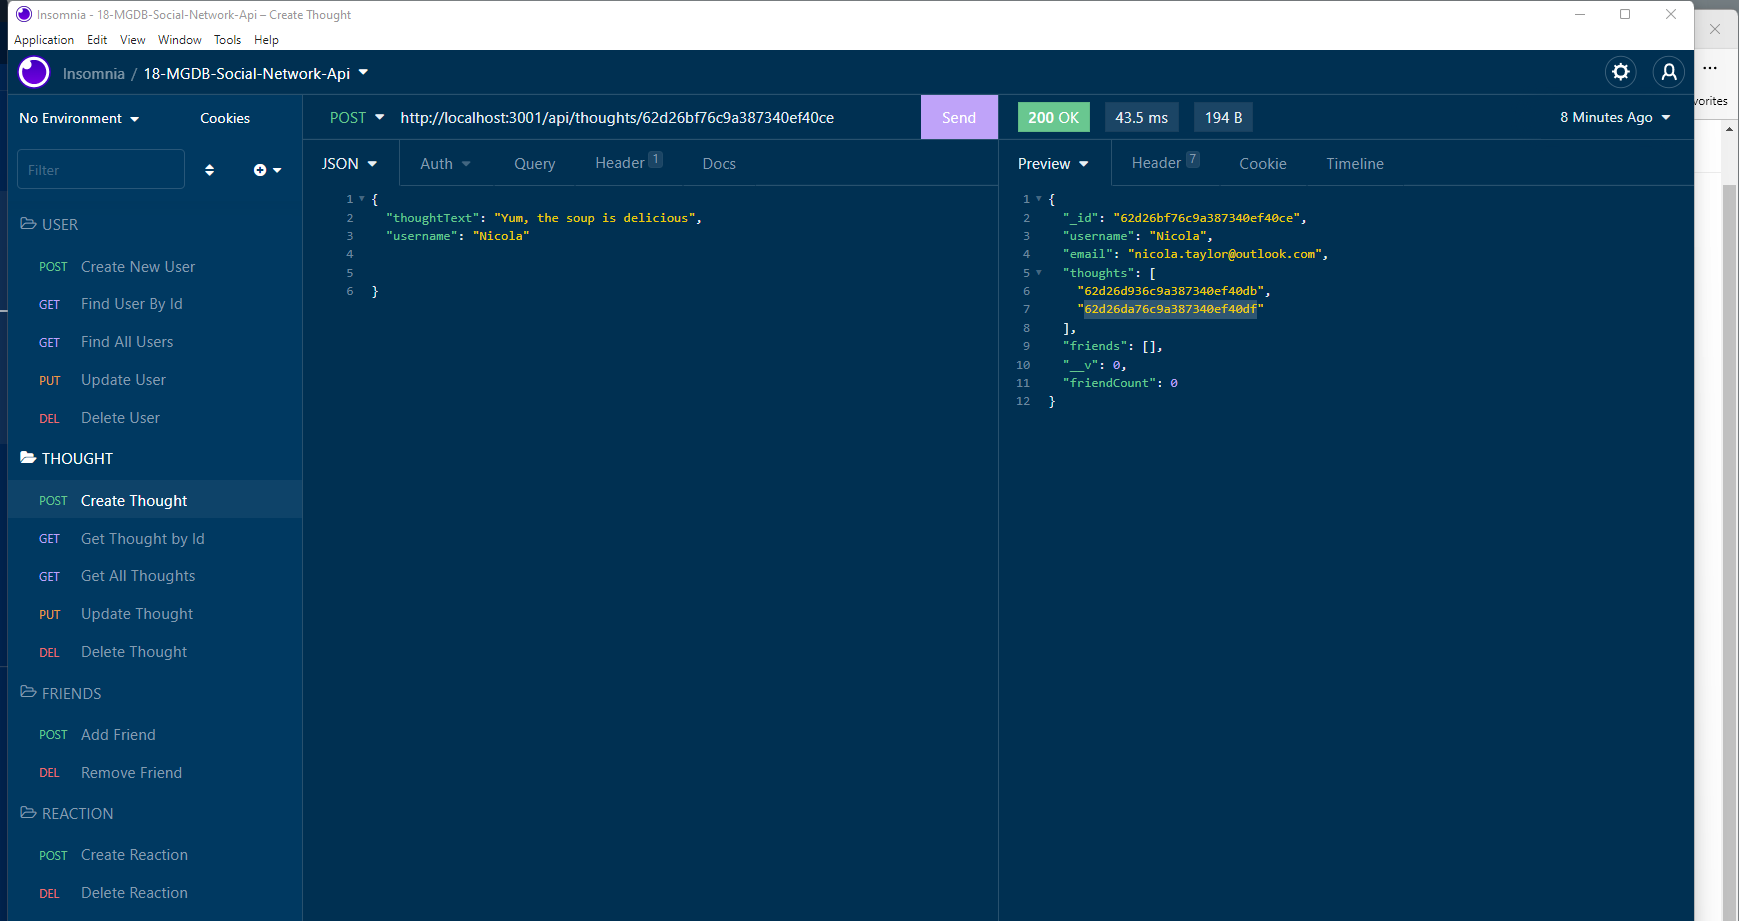 Insomnia - 18-MGDB-Social-Network-Api – Create Thought
Application Edit View Window Tools Help
Insomnia / 18-MGDB-Social-Network-Api
No Environment Cookies
Filter
USER
POST Create New User
GET Find User By Id
GET Find All Users
PUT Update User
DEL Delete User
THOUGHT
POST Create Thought
GET Get Thought by Id
GET Get All Thoughts
PUT Update Thought
DEL Delete Thought
FRIENDS
POST Add Friend
DEL Remove Friend
REACTION
POST Create Reaction
DEL Delete Reaction
POST http://localhost:3001/api/thoughts/62d26bf76c9a387340ef40ce Send
JSON Auth Query Header 1 Docs
1 {
2 "thoughtText": "Yum, the soup is delicious",
3 "username": "Nicola"
4
5
6 }
200 OK 43.5 ms 194 B 8 Minutes Ago
Preview Header 7 Cookie Timeline
1 {
2 "_id": "62d26bf76c9a387340ef40ce",
3 "username": "Nicola",
4 "email": "nicola.taylor@outlook.com",
5 "thoughts": [
6 "62d26d936c9a387340ef40db",
7 "62d26da76c9a387340ef40df"
8 ],
9 "friends": [],
10 "__v": 0,
11 "friendCount": 0
12 }
vorites